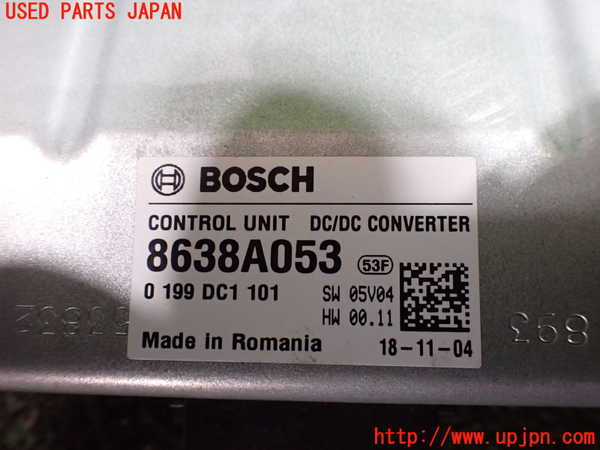 USED PARTS JAPAN
BOSCH
CONTROL UNIT DC/DC CONVERTER
8638A053 53F
0 199 DC1 101 SW 05V04
HW 00.11
Made in Romania 18-11-04
http://www.upjpn.com/